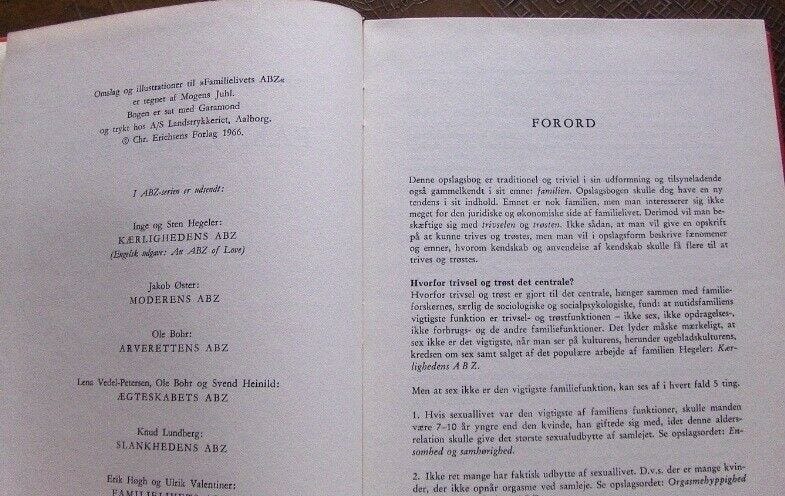 Omslag og illustrationer til »Familielivets ABZ«
er tegnet af Mogens Juhl.
Bogen er sat med Garamond
og trykt hos A/S Landstrykkeriet, Aalborg.
© Chr. Erichsens Forlag 1966.
I ABZ-serien er udsendt:
Inge og Sten Hegeler:
KÆRLIGHEDENS ABZ
(Engelsk udgave: An ABZ of Love)
Jakob Øster:
MODERENS ABZ
Ole Bohr:
ARVERETTENS ABZ
Lena Vedel-Petersen, Ole Bohr og Svend Heinild:
ÆGTESKABETS ABZ
Knud Lundberg:
SLANKHEDENS ABZ
Erik Høgh og Ulrik Valentiner:
FAMILIELIVETS ABZ
FORORD
Denne opslagsbog er traditionel og triviel i sin udformning og tilsyneladende
også gammelkendt i sit emne: familien. Opslagsbogen skulle dog have en ny
tendens i sit indhold. Emnet er nok familien, men man interesserer sig ikke
meget for den juridiske og økonomiske side af familielivet. Derimod vil man be-
skæftige sig med trivselen og trøsten. Ikke sådan, at man vil give en opskrift
på at kunne trives og trøstes, men man vil i opslagsform beskrive fænomener
og emner, hvorom kendskab og anvendelse af kendskab skulle få flere til at
trives og trøstes.
Hvorfor trivsel og trøst det centrale?
Hvorfor trivsel og trøst er gjort til det centrale, hænger sammen med familie-
forskernes, særlig de sociologiske og socialpsykologiske, fund: at nutidsfamiliens
vigtigste funktion er trivsel- og trøstfunktionen – ikke sex, ikke opdragelses-,
ikke forbrugs- og de andre familiefunktioner. Det lyder måske mærkeligt, at
sex ikke er det vigtigste, når man ser på kulturens, herunder ugebladskulturens,
kredsen om sex samt salget af det populære arbejde af familien Hegeler: Kær-
lighedens A B Z.
Men at sex ikke er den vigtigste familiefunktion, kan ses af i hvert fald 5 ting.
1. Hvis sexuallivet var den vigtigste af familiens funktioner, skulle manden
være 7–10 år yngre end den kvinde, han giftede sig med, idet denne alders-
relation skulle give det største sexualudbytte af samlejet. Se opslagsordet: En-
somhed og samhørighed.
2. Ikke ret mange har faktisk udbytte af sexuallivet. D.v.s. der er mange kvin-
der, der ikke opnår orgasme ved samleje. Se opslagsordet: Orgasmehyppighed